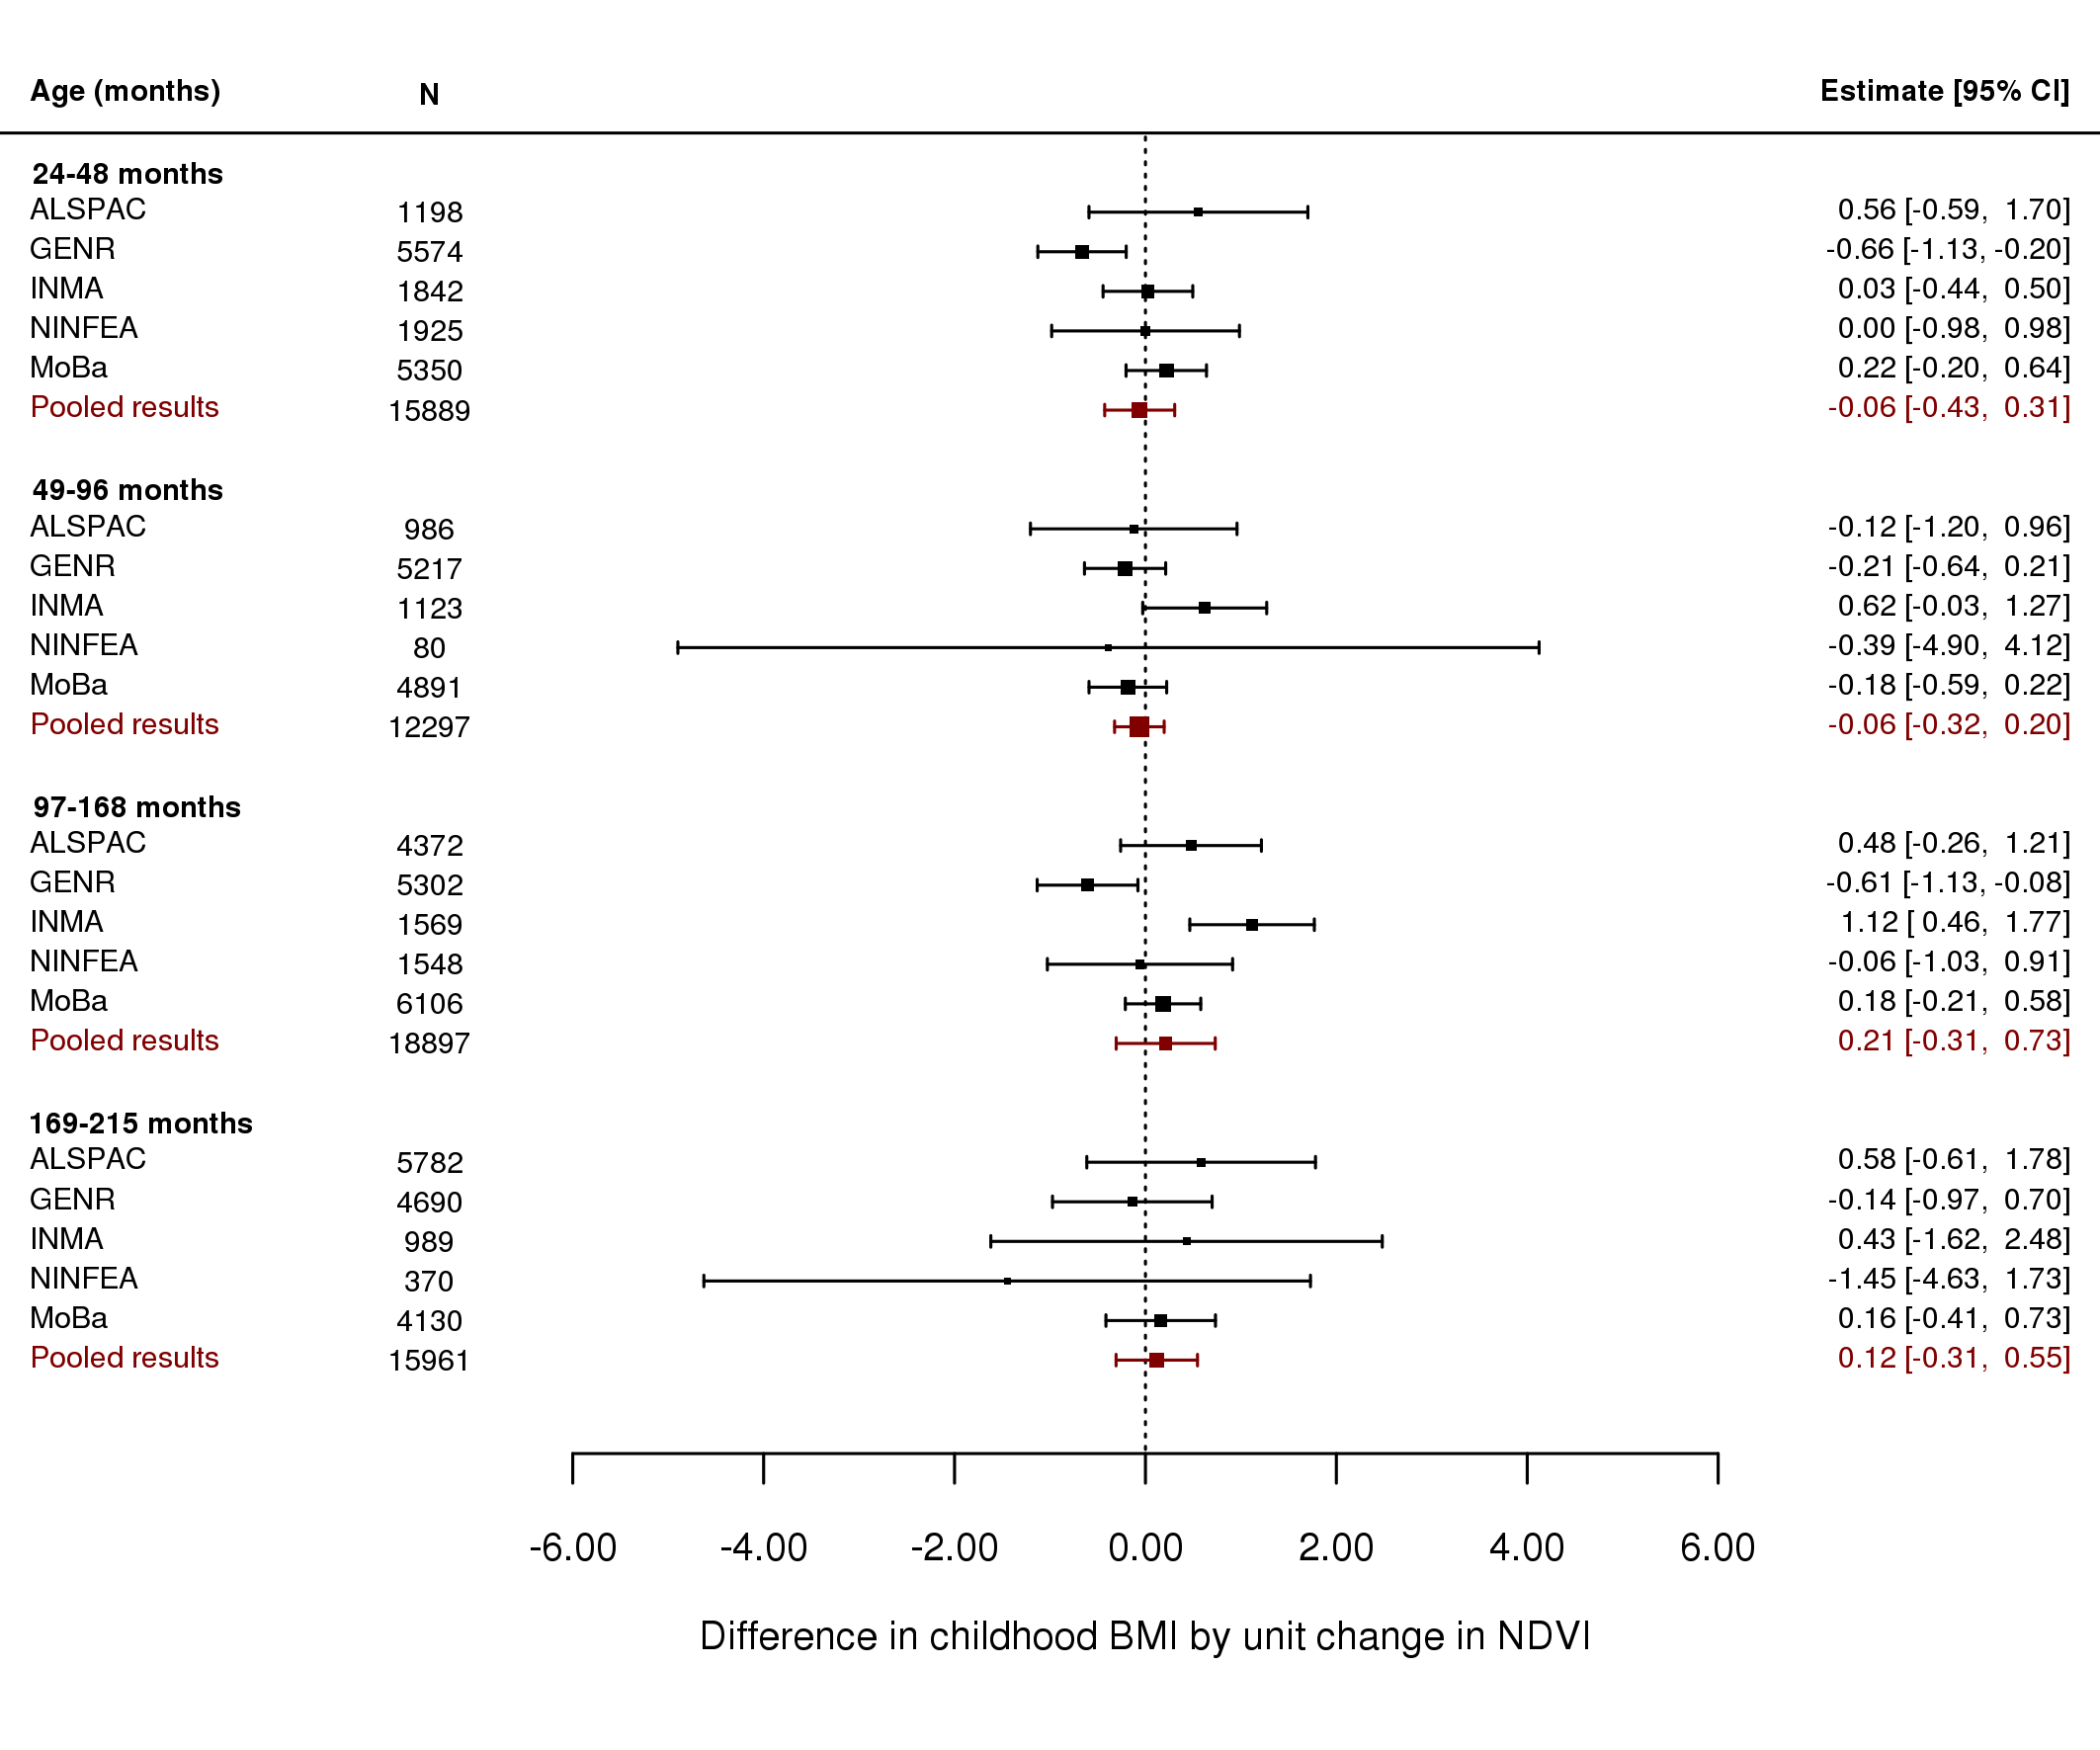 Age (months) N Estimate [95% CI]
24-48 months
ALSPAC 1198 0.56 [-0.59, 1.70]
GENR 5574 -0.66 [-1.13, -0.20]
INMA 1842 0.03 [-0.44, 0.50]
NINFEA 1925 0.00 [-0.98, 0.98]
MoBa 5350 0.22 [-0.20, 0.64]
Pooled results 15889 -0.06 [-0.43, 0.31]
49-96 months
ALSPAC 986 -0.12 [-1.20, 0.96]
GENR 5217 -0.21 [-0.64, 0.21]
INMA 1123 0.62 [-0.03, 1.27]
NINFEA 80 -0.39 [-4.90, 4.12]
MoBa 4891 -0.18 [-0.59, 0.22]
Pooled results 12297 -0.06 [-0.32, 0.20]
97-168 months
ALSPAC 4372 0.48 [-0.26, 1.21]
GENR 5302 -0.61 [-1.13, -0.08]
INMA 1569 1.12 [ 0.46, 1.77]
NINFEA 1548 -0.06 [-1.03, 0.91]
MoBa 6106 0.18 [-0.21, 0.58]
Pooled results 18897 0.21 [-0.31, 0.73]
169-215 months
ALSPAC 5782 0.58 [-0.61, 1.78]
GENR 4690 -0.14 [-0.97, 0.70]
INMA 989 0.43 [-1.62, 2.48]
NINFEA 370 -1.45 [-4.63, 1.73]
MoBa 4130 0.16 [-0.41, 0.73]
Pooled results 15961 0.12 [-0.31, 0.55]
-6.00 -4.00 -2.00 0.00 2.00 4.00 6.00
Difference in childhood BMI by unit change in NDVI